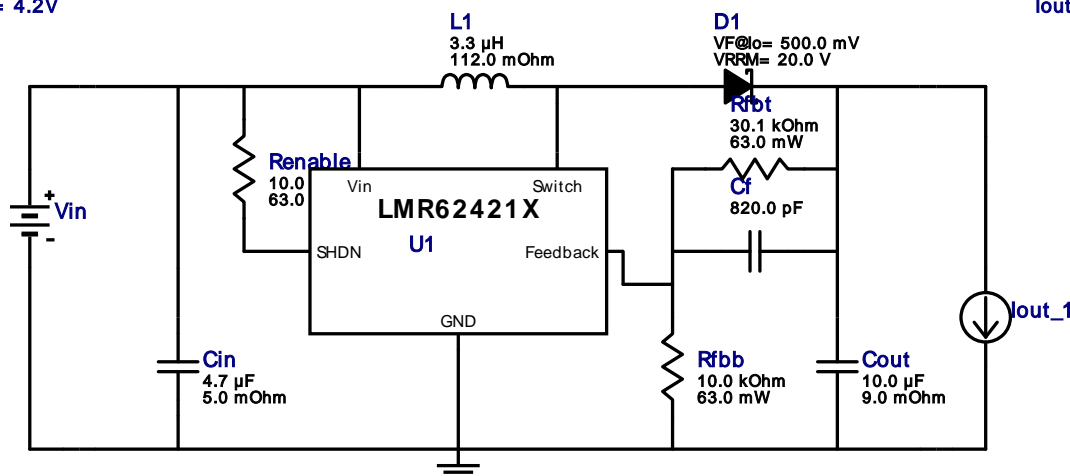 = 4.2V
Iout
L1
3.3 µH
112.0 mOhm
D1
VF@Io= 500.0 mV
VRRM= 20.0 V
Rfbt
30.1 kOhm
63.0 mW
Renable
10.0
63.0
Vin
Switch
Cf
820.0 pF
LMR62421X
U1
Vin
SHDN
Feedback
GND
Iout_1
Cin
4.7 µF
5.0 mOhm
Rfbb
10.0 kOhm
63.0 mW
Cout
10.0 µF
9.0 mOhm